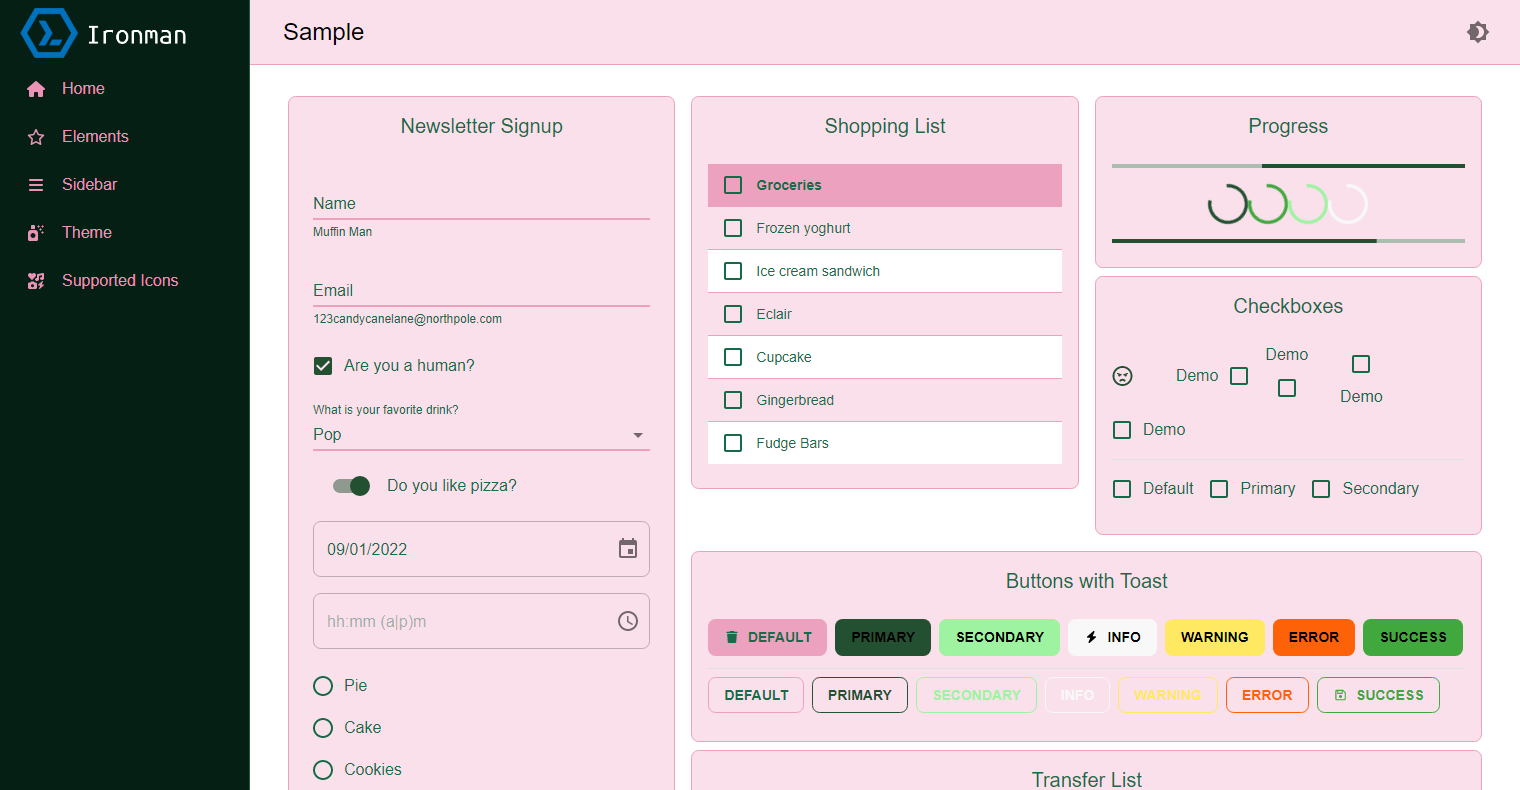 Ironman
Home
Elements
Sidebar
Theme
Supported Icons
Sample
Newsletter Signup
Name
Muffin Man
Email
123candycanelane@northpole.com
Are you a human?
What is your favorite drink?
Pop
Do you like pizza?
09/01/2022
hh:mm (a|p)m
Pie
Cake
Cookies
Shopping List
Groceries
Frozen yoghurt
Ice cream sandwich
Eclair
Cupcake
Gingerbread
Fudge Bars
Progress
Checkboxes
Demo
Demo
Demo
Demo
Default Primary Secondary
Buttons with Toast
DEFAULT PRIMARY SECONDARY INFO WARNING ERROR SUCCESS
DEFAULT PRIMARY SECONDARY INFO WARNING ERROR SUCCESS
Transfer List